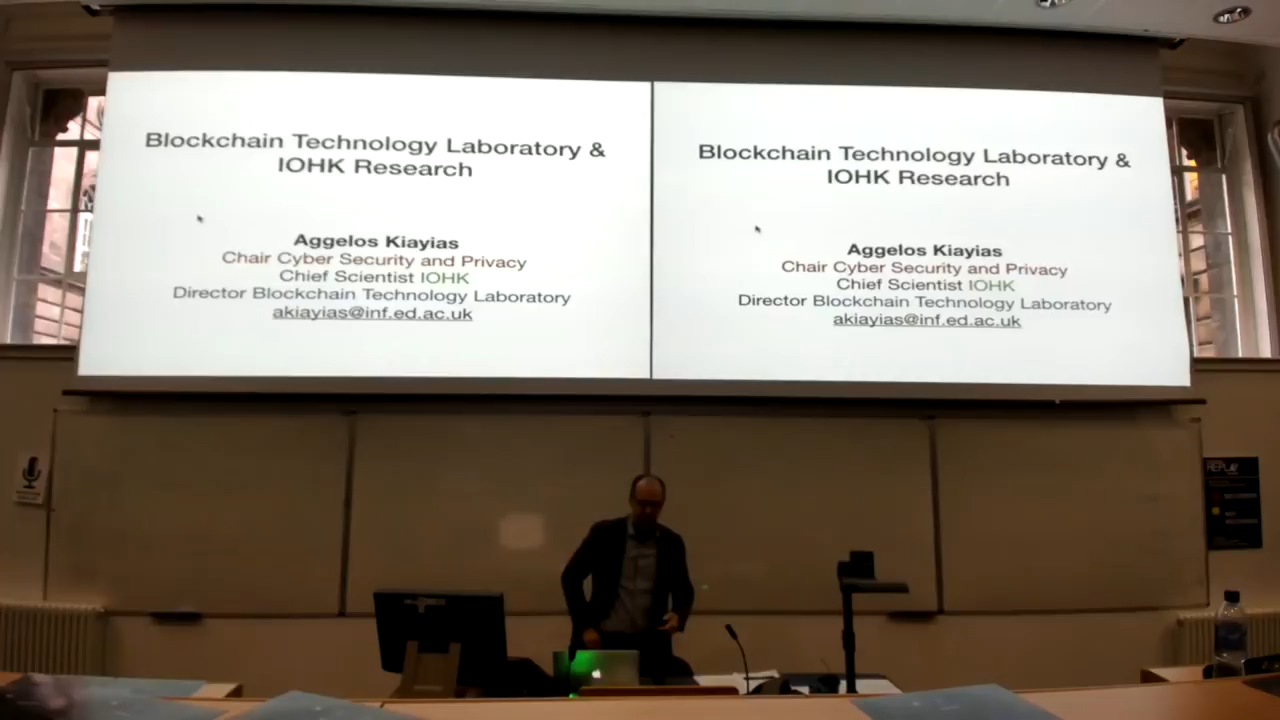 Blockchain Technology Laboratory &
IOHK Research
Aggelos Kiayias
Chair Cyber Security and Privacy
Chief Scientist IOHK
Director Blockchain Technology Laboratory
akiayias@inf.ed.ac.uk
Blockchain Technology Laboratory &
IOHK Research
Aggelos Kiayias
Chair Cyber Security and Privacy
Chief Scientist IOHK
Director Blockchain Technology Laboratory
akiayias@inf.ed.ac.uk
REPLAY